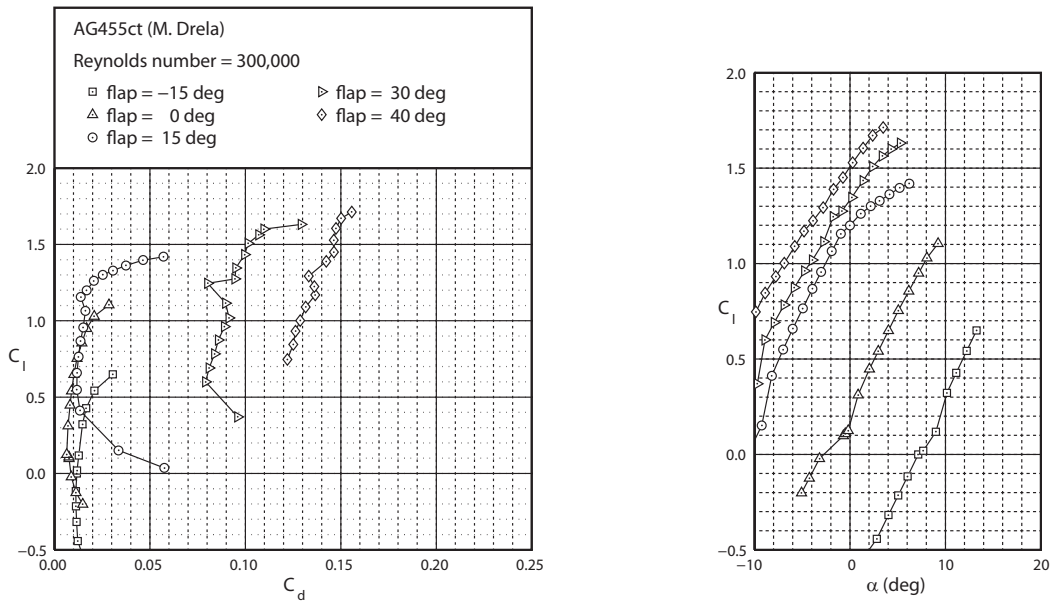 AG455ct (M. Drela)
Reynolds number = 300,000
flap = −15 deg
flap = 0 deg
flap = 15 deg
flap = 30 deg
flap = 40 deg
2.0
1.5
1.0
Cl
0.5
0.0
−0.5
0.00 0.05 0.10 0.15 0.20 0.25
Cd
2.0
1.5
1.0
Cl
0.5
0.0
−0.5
−10 0 10 20
α (deg)